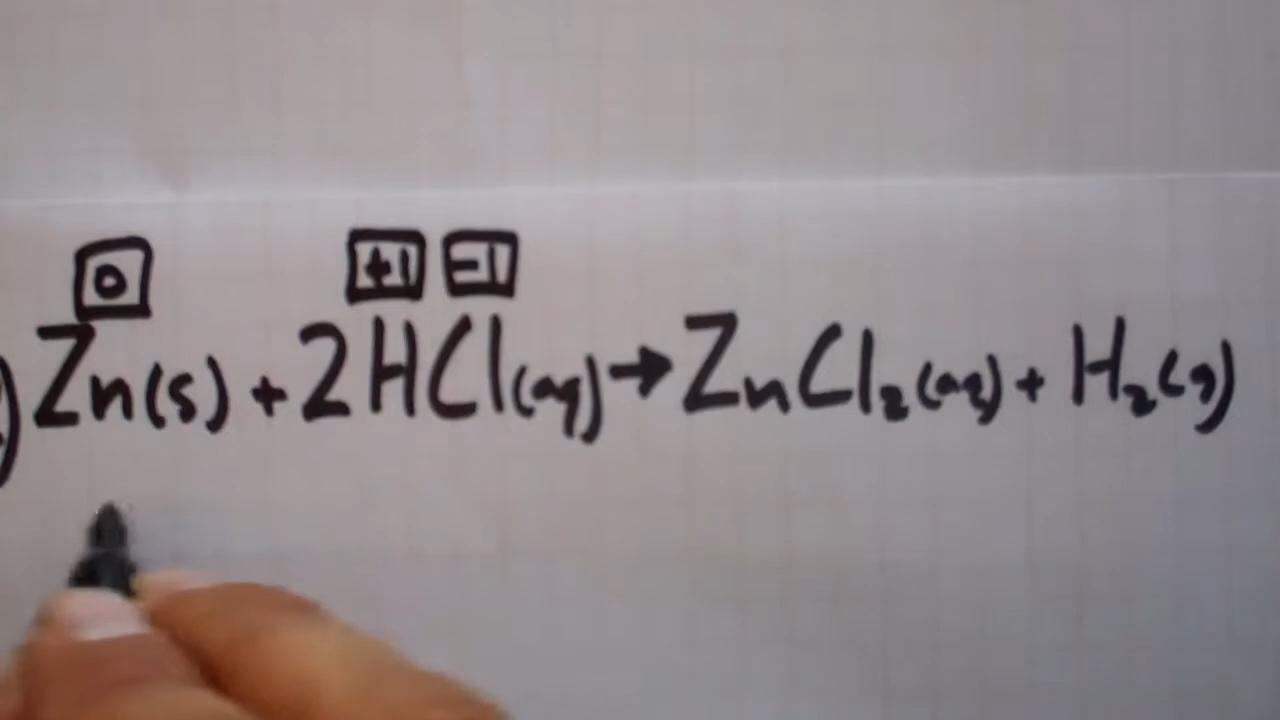 0 +1 -1
) Zn(s) + 2HCl(aq) → ZnCl₂(aq) + H₂(g)